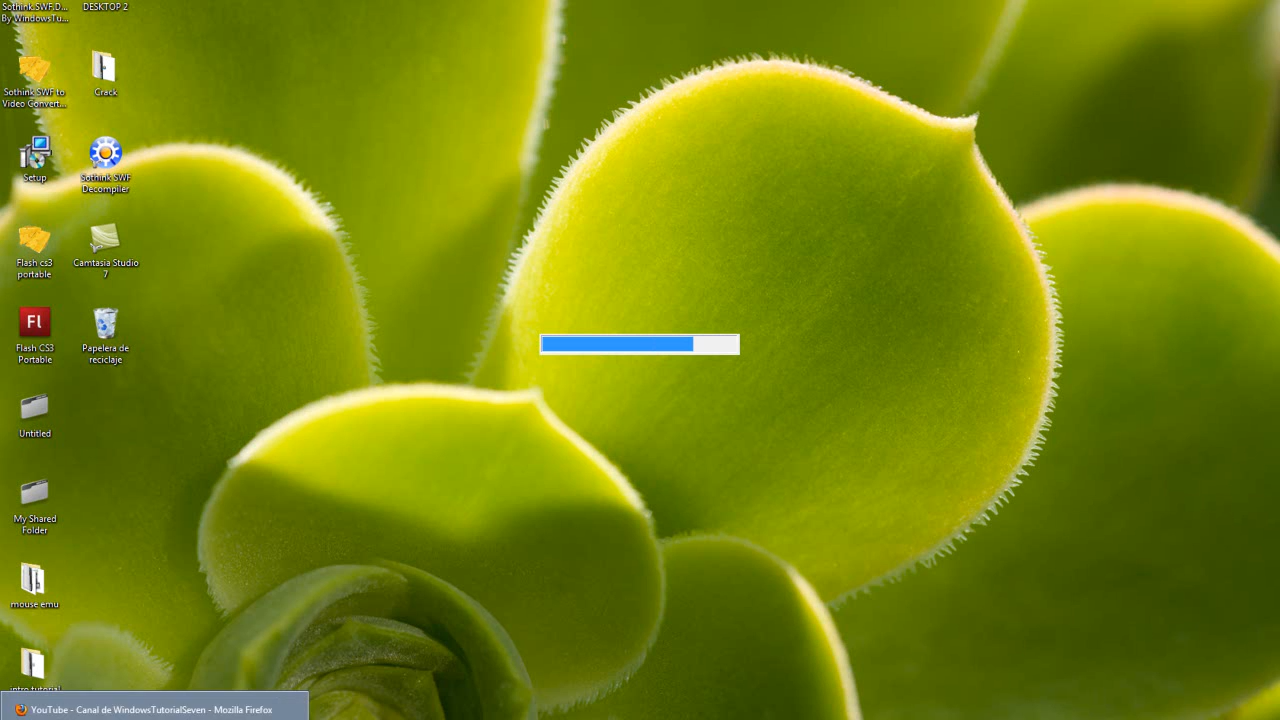 Sothink.SWF.D...
By WindowsTu...
DESKTOP 2
Sothink SWF to
Video Convert...
Crack
Setup
Sothink SWF
Decompiler
Flash cs3
portable
Camtasia Studio
7
Fl
Flash CS3
Portable
Papelera de
reciclaje
Untitled
My Shared
Folder
mouse emu
intro tutorial
YouTube - Canal de WindowsTutorialSeven - Mozilla Firefox